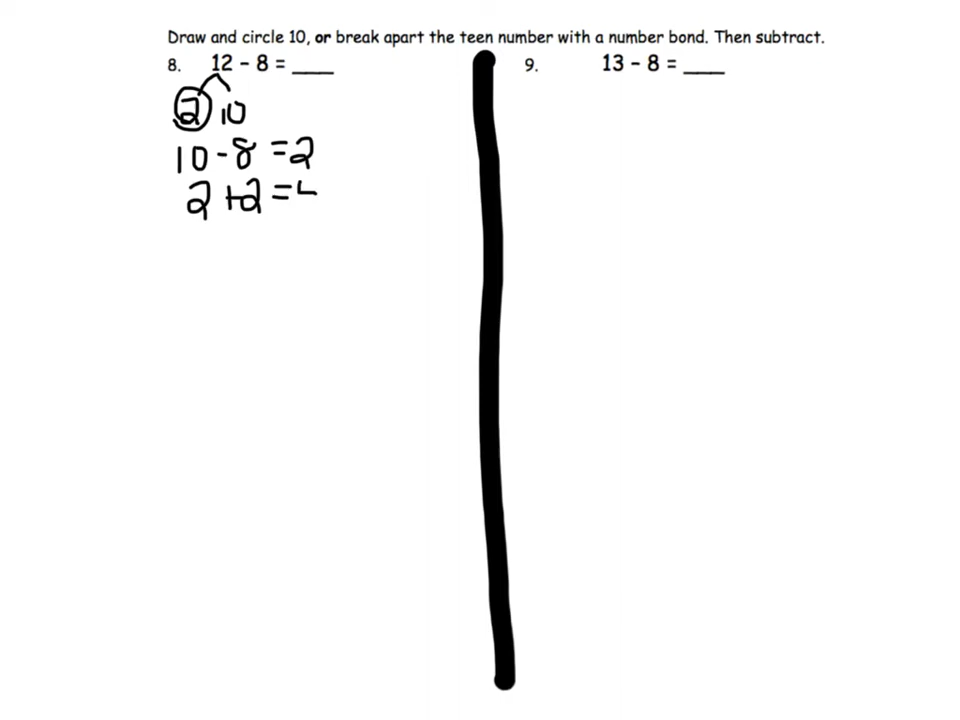 Draw and circle 10, or break apart the teen number with a number bond. Then subtract.
8. 12 - 8 = ____
2 10
10 - 8 = 2
2 + 2 = 4
9. 13 - 8 = ____